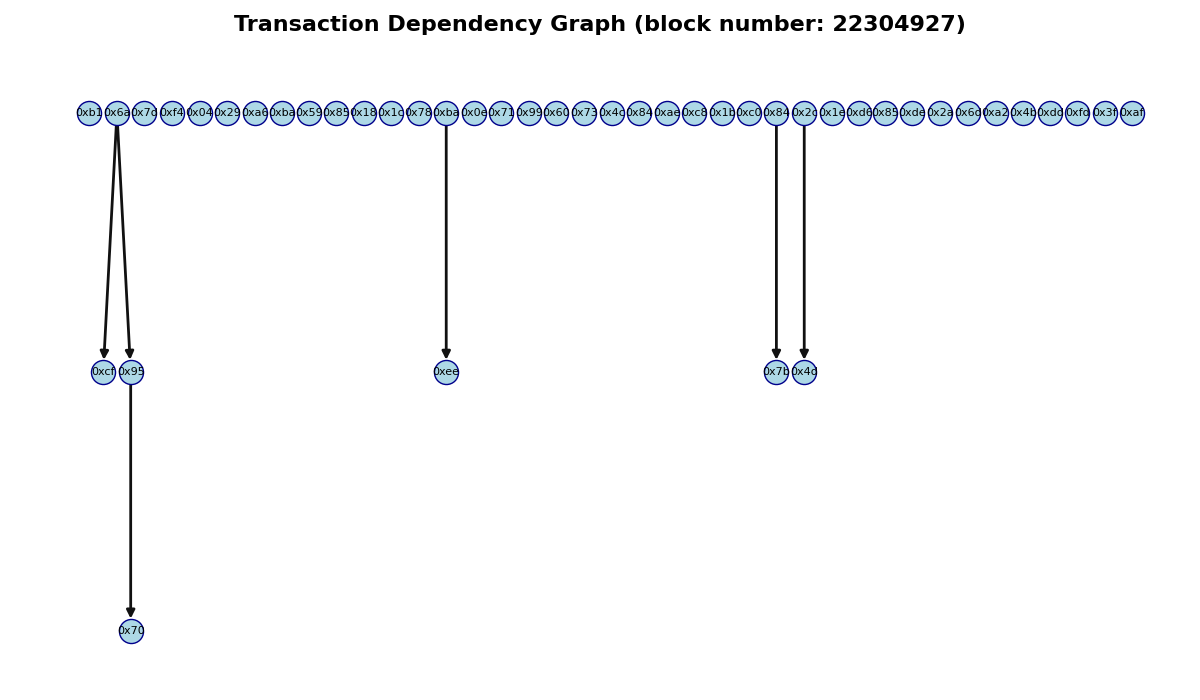 Transaction Dependency Graph (block number: 22304927)
0xb1 0x6a 0x7d 0xf4 0x04 0x29 0xa6 0xba 0x59 0x85 0x18 0x1c 0x78 0xba 0x0e 0x71 0x99 0x60 0x73 0x4c 0x84 0xae 0xc8 0x1b 0xc0 0x84 0x2c 0x1e 0xd6 0x85 0xde 0x2a 0x6d 0xa2 0x4b 0xdd 0xfd 0x3f 0xaf
0xcf 0x95 0xee 0x7b 0x4d
0x70